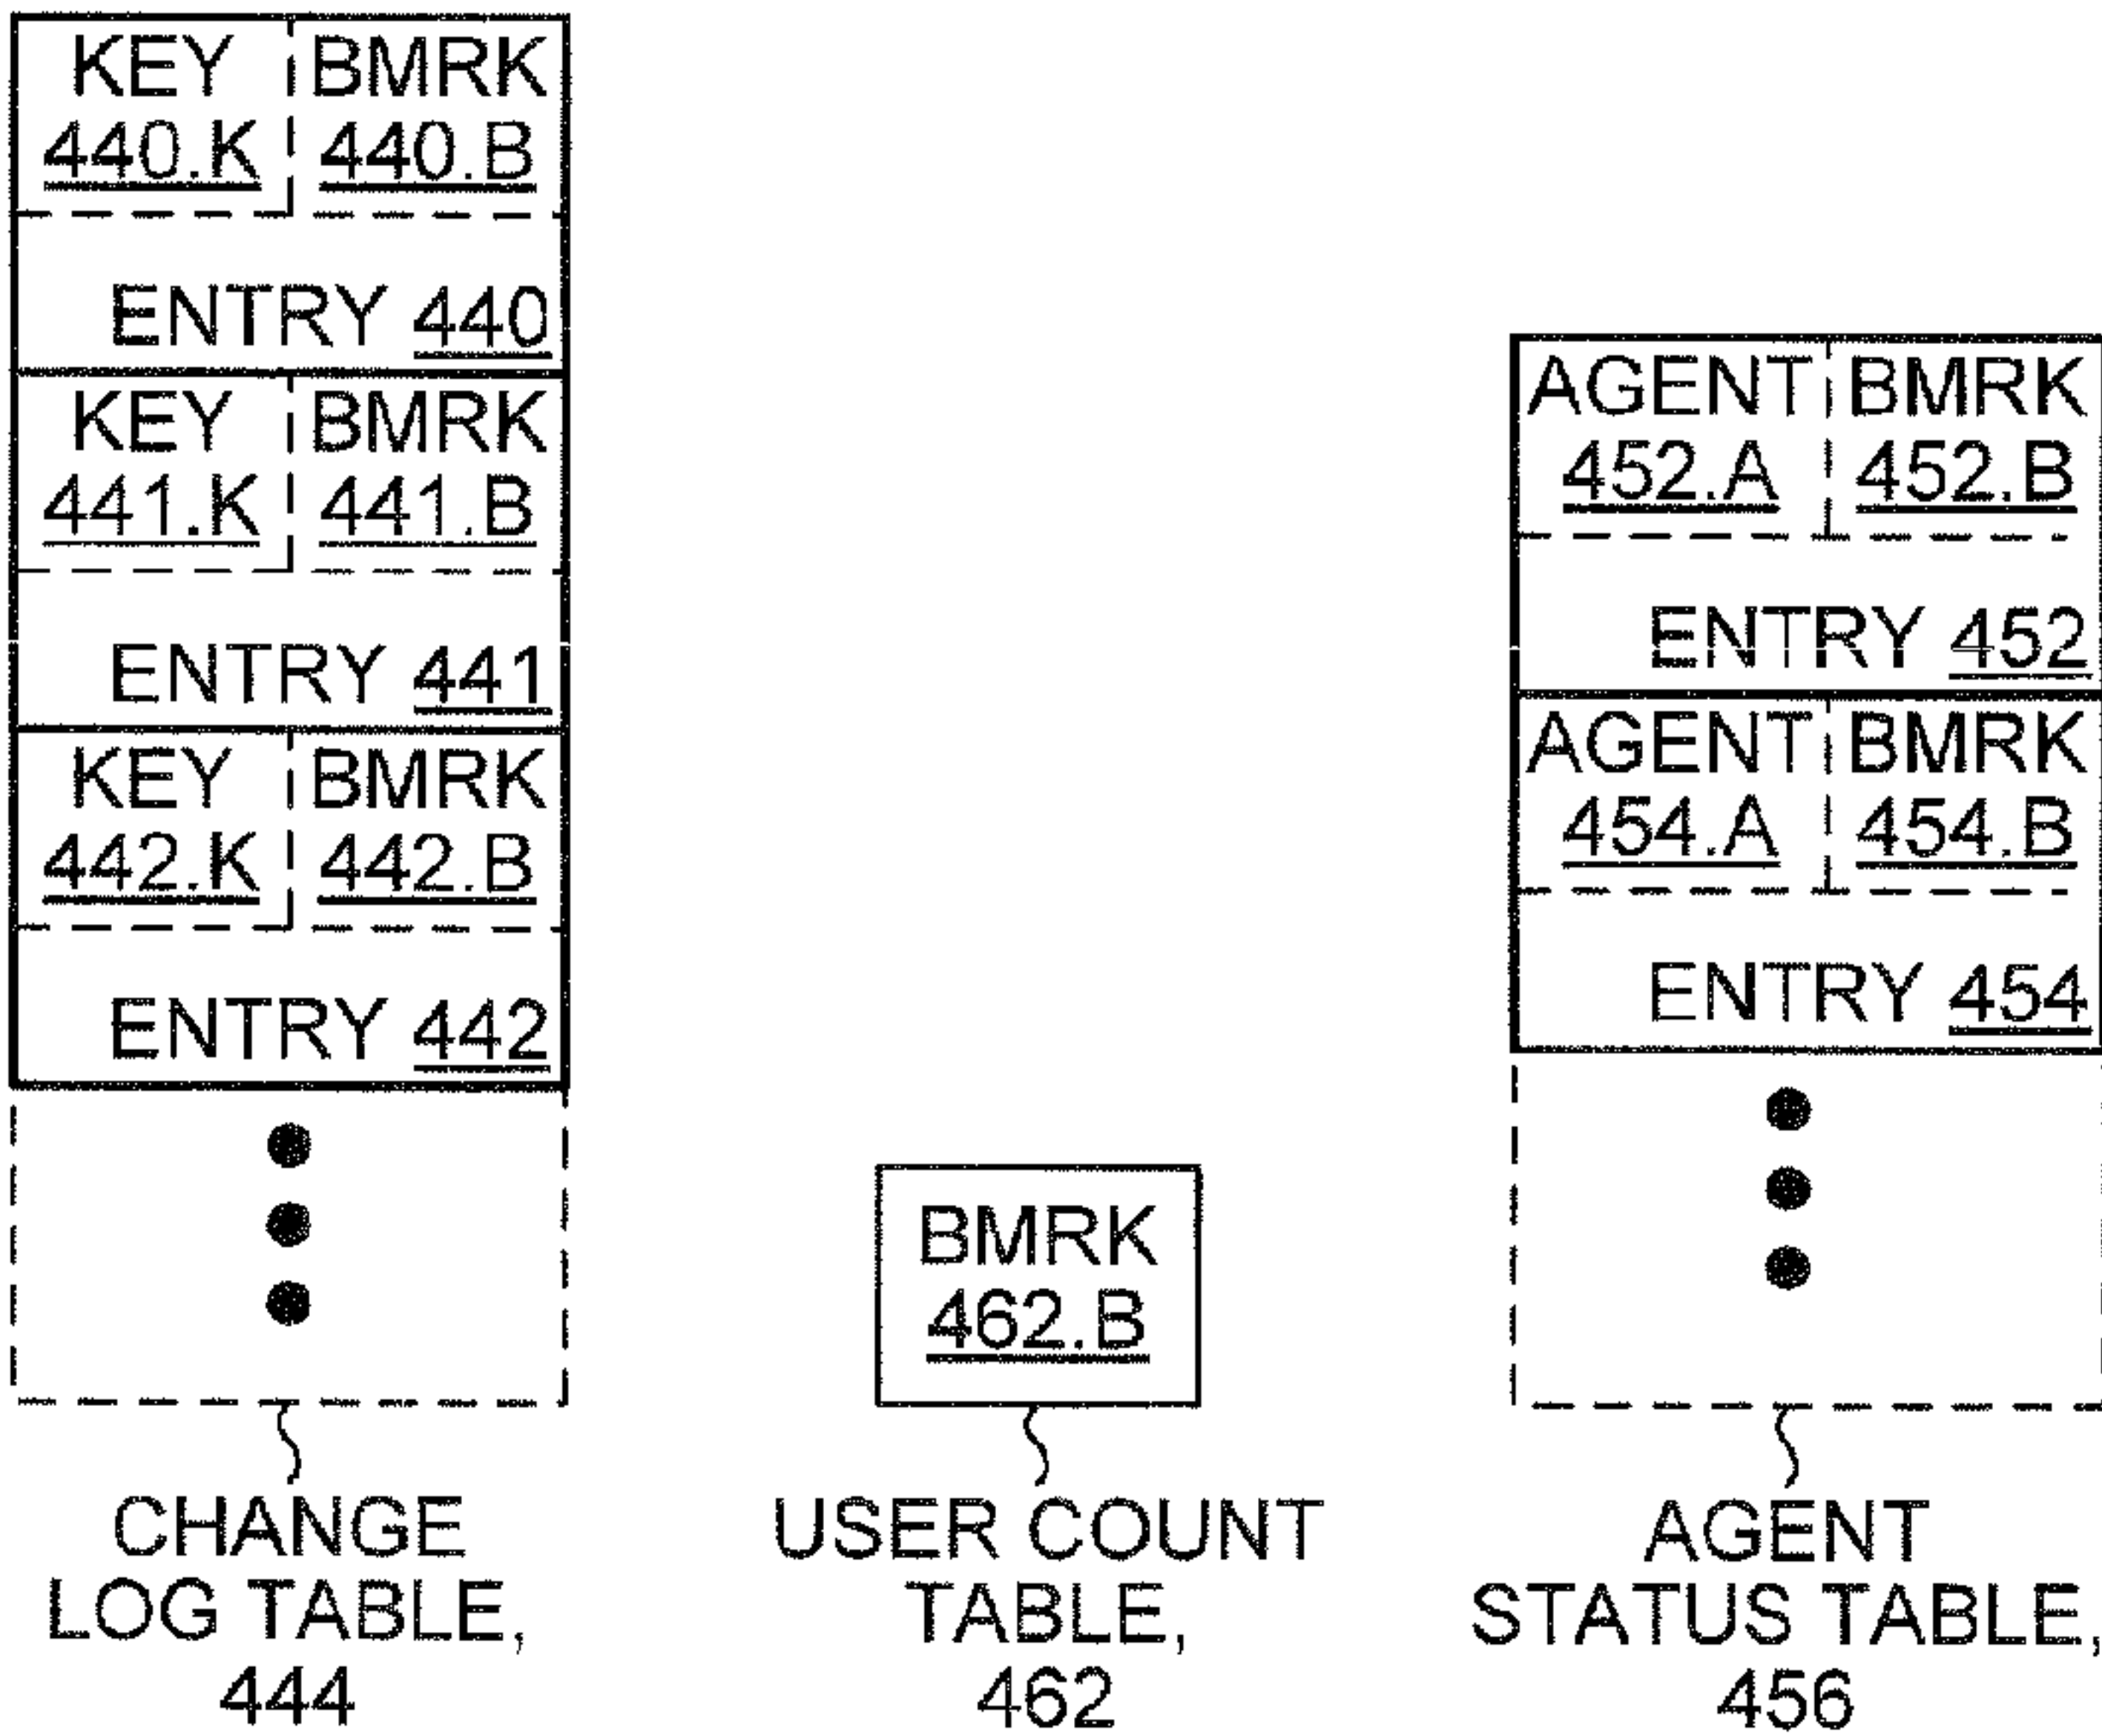 KEY BMRK
440.K 440.B
ENTRY 440
KEY BMRK
441.K 441.B
ENTRY 441
KEY BMRK
442.K 442.B
ENTRY 442
CHANGE
LOG TABLE,
444
BMRK
462.B
USER COUNT
TABLE,
462
AGENT BMRK
452.A 452.B
ENTRY 452
AGENT BMRK
454.A 454.B
ENTRY 454
AGENT
STATUS TABLE,
456